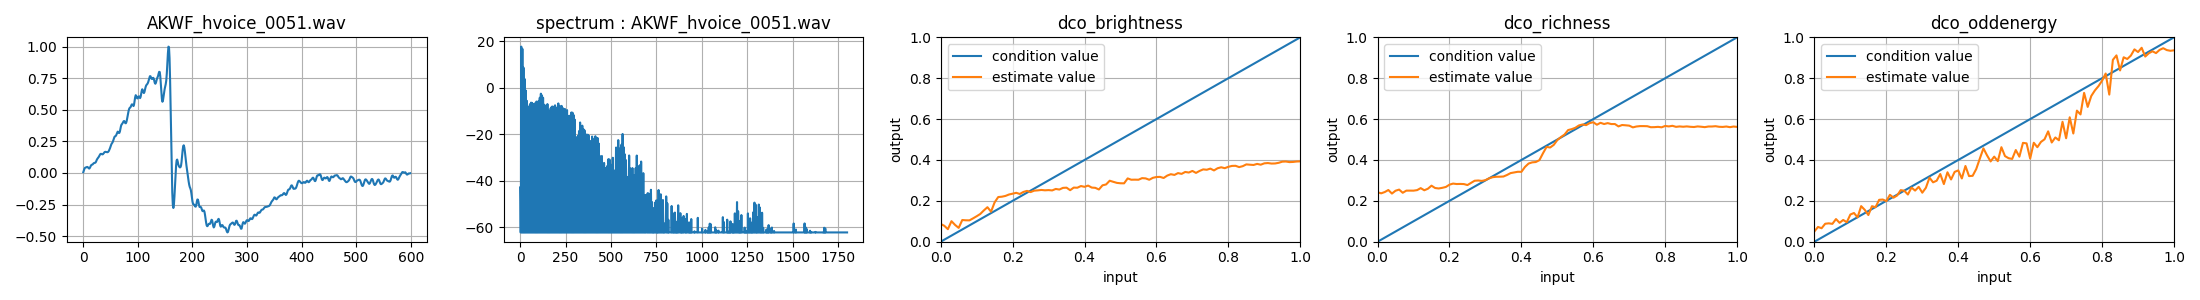 AKWF_hvoice_0051.wav
1.00
0.75
0.50
0.25
0.00
−0.25
−0.50
0 100 200 300 400 500 600
spectrum : AKWF_hvoice_0051.wav
20
0
−20
−40
−60
0 250 500 750 1000 1250 1500 1750
dco_brightness
condition value
estimate value
output
1.0
0.8
0.6
0.4
0.2
0.0
0.0 0.2 0.4 0.6 0.8 1.0
input
dco_richness
condition value
estimate value
output
1.0
0.8
0.6
0.4
0.2
0.0
0.0 0.2 0.4 0.6 0.8 1.0
input
dco_oddenergy
condition value
estimate value
output
1.0
0.8
0.6
0.4
0.2
0.0
0.0 0.2 0.4 0.6 0.8 1.0
input